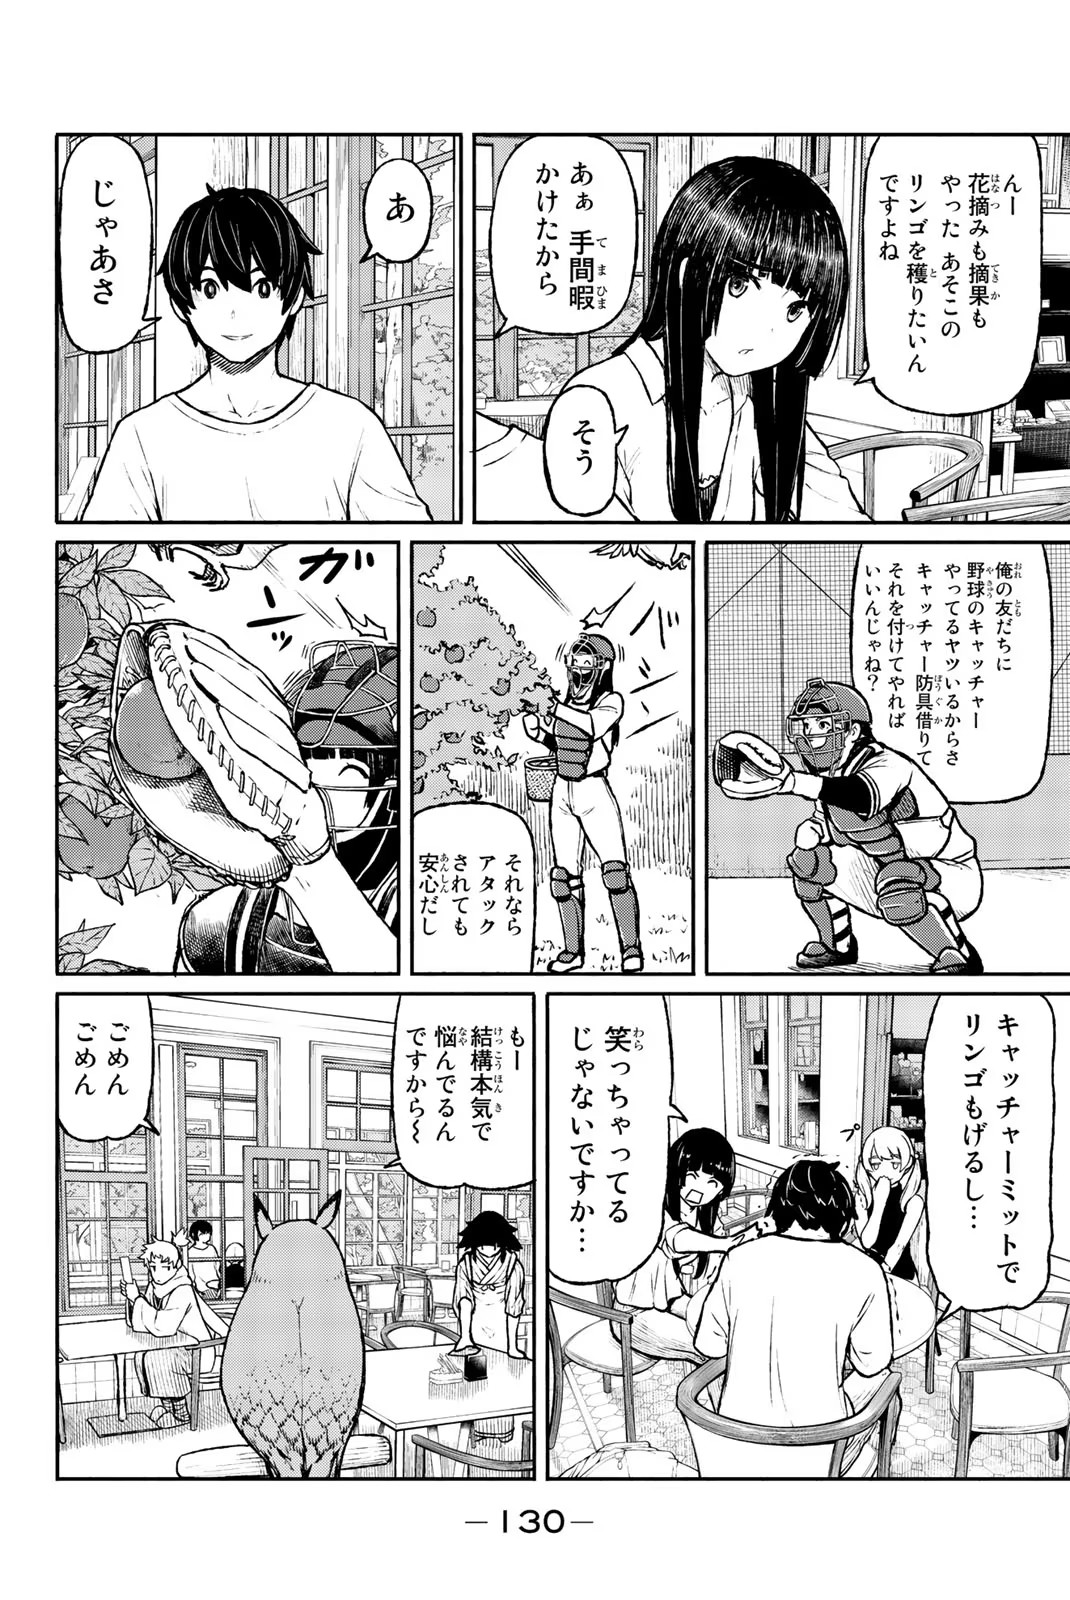 んー
花摘みも摘果も
やった あそこの
リンゴを穫りたいん
ですよね
あぁ 手間暇
かけたから
そう
あ
じゃあさ
俺の友だちに
野球のキャッチャー
やってるヤツいるからさ
キャッチャー防具借りて
それを付けてやれば
いいんじゃね?
それなら
アタック
されても
安心だし
ガッ
キャッチャーミットで
リンゴもげるし…
プ
笑っちゃってる
じゃないですか…
もー
結構本気で
悩んでるん
ですから〜
ごめん
ごめん
—130—